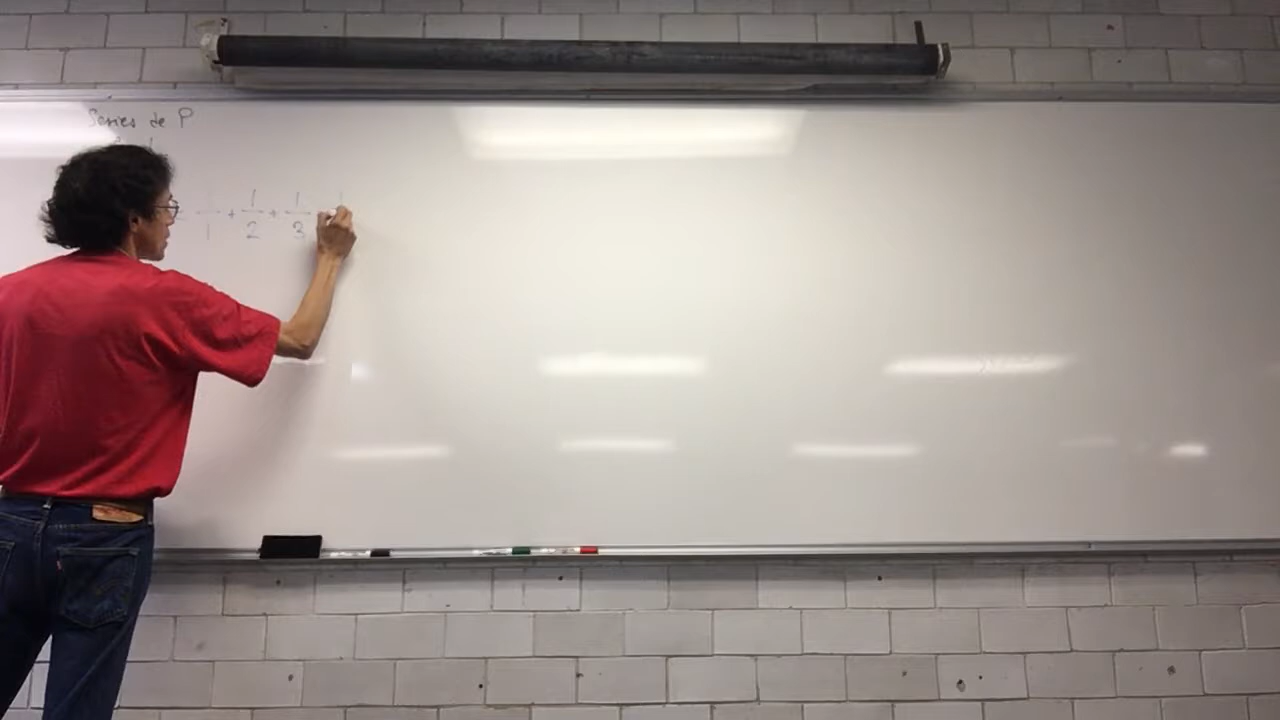 Series de P
1/1 + 1/2 + 1/3